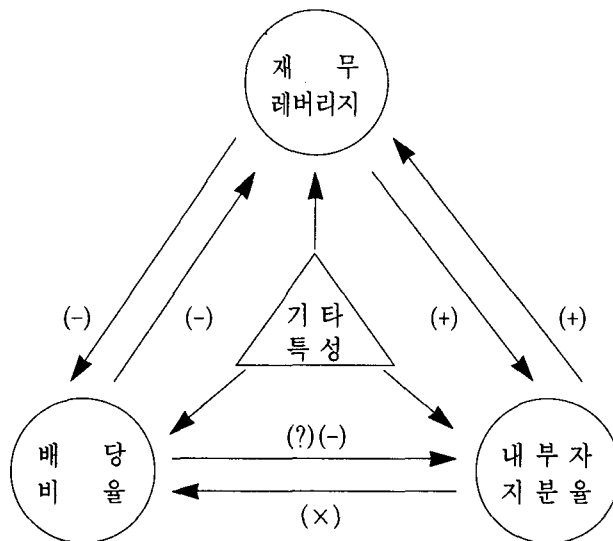 재 무
레버리지
(-)
(-)
기 타
특 성
(+)
(+)
배 당
비 율
(?)(-)
내 부 자
지 분 율
(×)